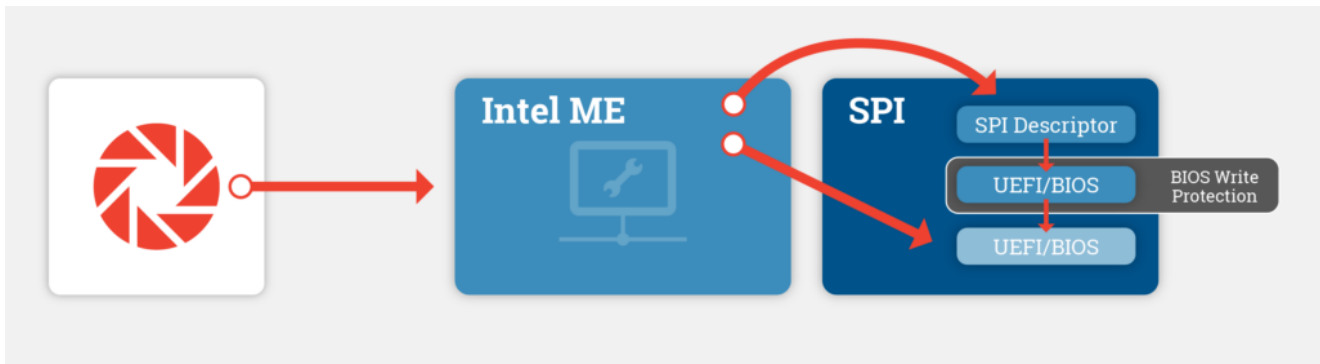 Intel ME
SPI
SPI Descriptor
UEFI/BIOS
BIOS Write
Protection
UEFI/BIOS